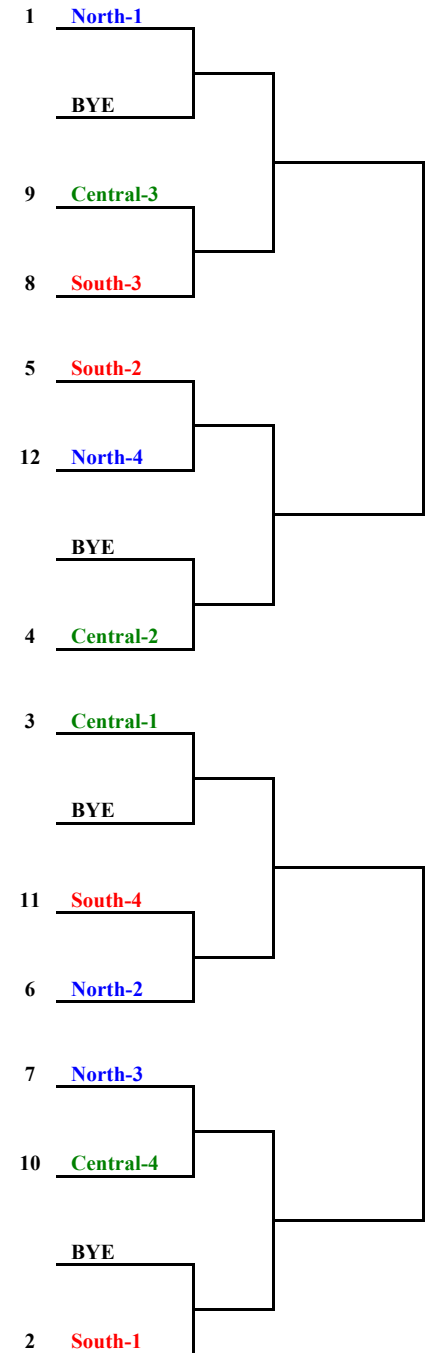 1 North-1
BYE
9 Central-3
8 South-3
5 South-2
12 North-4
BYE
4 Central-2
3 Central-1
BYE
11 South-4
6 North-2
7 North-3
10 Central-4
BYE
2 South-1